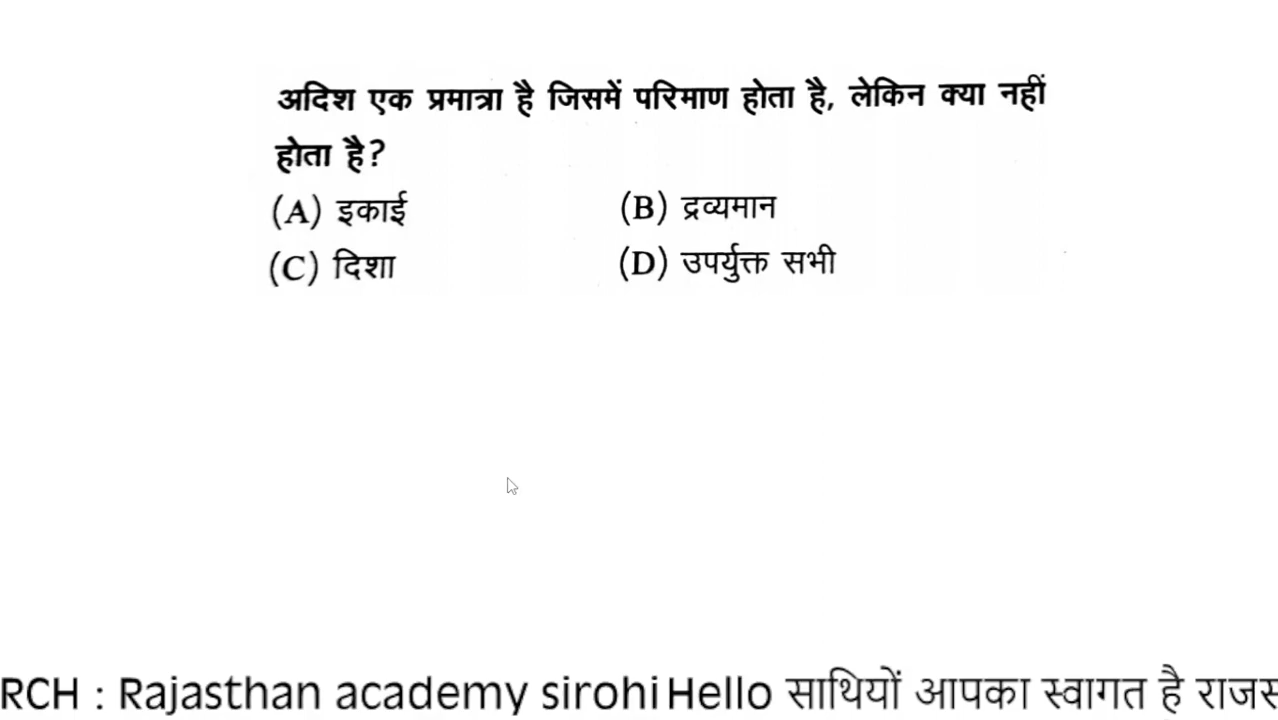 अदिश एक प्रमात्रा है जिसमें परिमाण होता है, लेकिन क्या नहीं
होता है?
(A) इकाई (B) द्रव्यमान
(C) दिशा (D) उपर्युक्त सभी
RCH : Rajasthan academy sirohi Hello साथियों आपका स्वागत है राजस